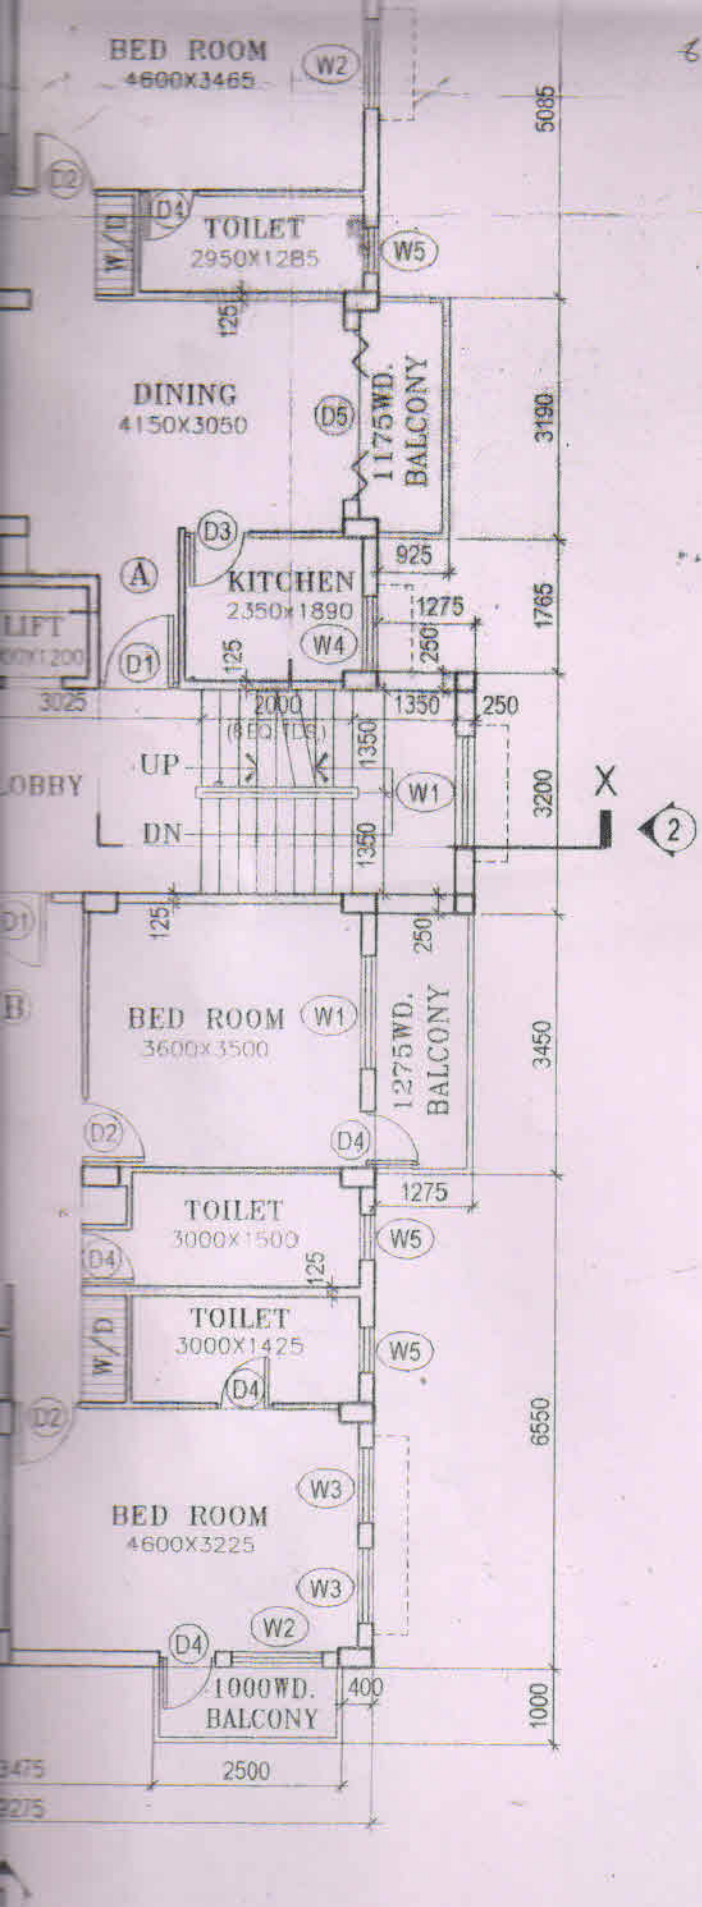 BED ROOM
4600X3465
W2
5085
D2
D4
W/D
TOILET
2950X1285
W5
125
DINING
4150X3050
D5
1175WD.
BALCONY
3190
D3
925
A
KITCHEN
2350X1890
1275
1765
LIFT
X1200
D1
W4
125
250
3025
2000
1350
250
1350
UP
LOBBY
W1
3200
X
2
DN
1350
D1
125
250
B
BED ROOM
3600X3500
W1
1275WD.
BALCONY
3450
D2
D4
1275
TOILET
3000X1500
W5
D4
125
TOILET
3000X1425
W5
W/D
D4
D2
6550
W3
BED ROOM
4600X3225
W3
W2
D4
1000WD.
BALCONY
400
1000
3475
2500
9275